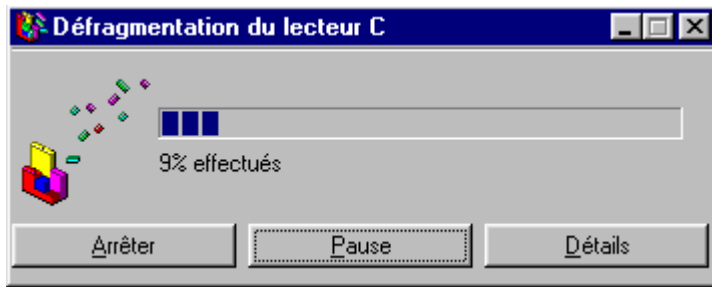 Défragmentation du lecteur C
9% effectués
Arrêter Pause Détails